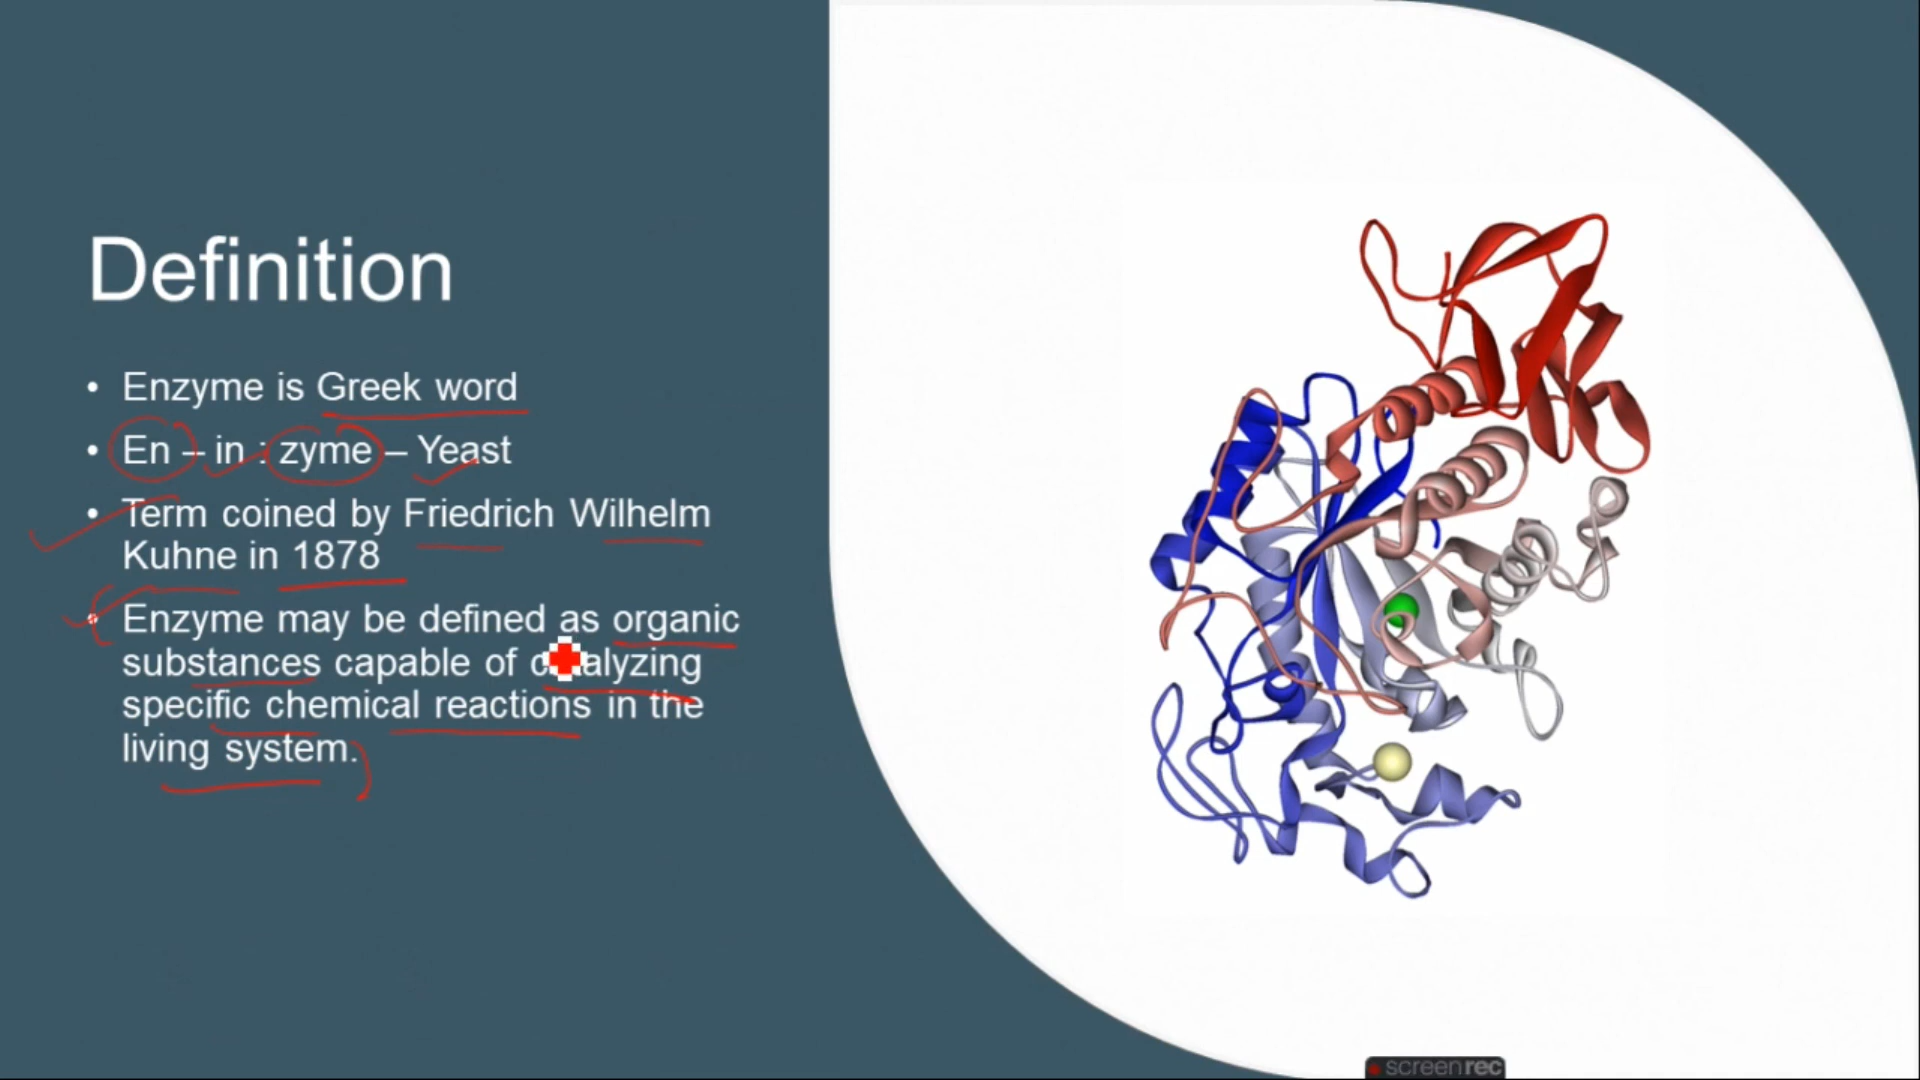 Definition
• Enzyme is Greek word
• En – in : zyme – Yeast
• Term coined by Friedrich Wilhelm
Kuhne in 1878
• Enzyme may be defined as organic
substances capable of catalyzing
specific chemical reactions in the
living system.
screenrec